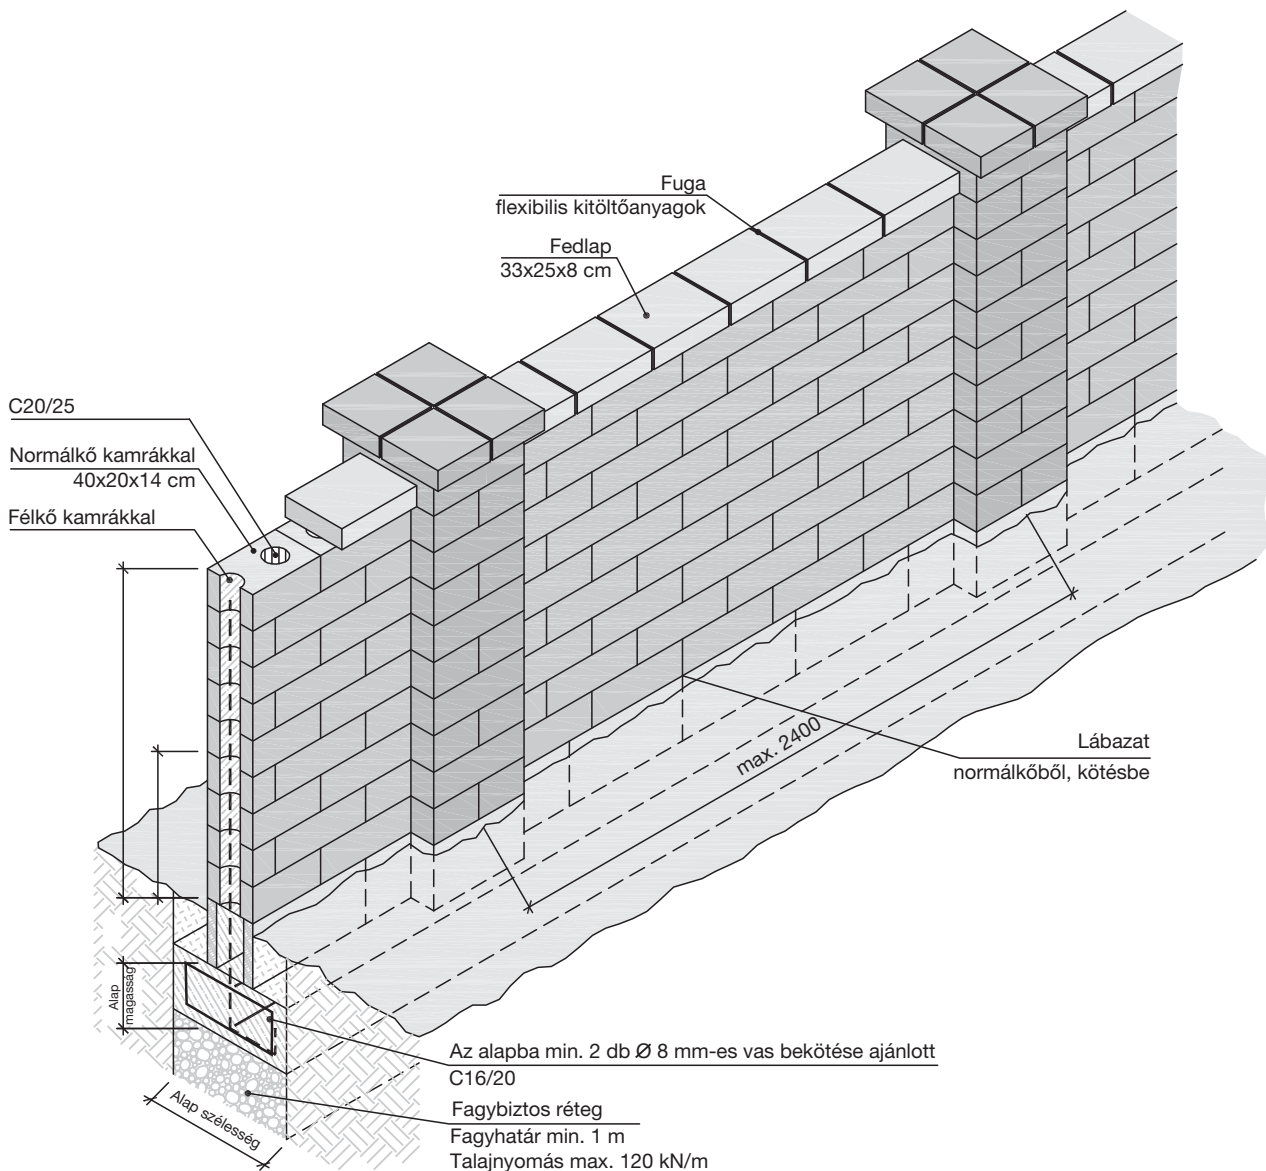 Fuga
flexibilis kitöltőanyagok
Fedlap
33x25x8 cm
C20/25
Normálkő kamrákkal
40x20x14 cm
Félkő kamrákkal
max. 2400
Lábazat
normálkőből, kötésbe
Alap
magasság
Az alapba min. 2 db Ø 8 mm-es vas bekötése ajánlott
C16/20
Alap szélesség
Fagybiztos réteg
Fagyhatár min. 1 m
Talajnyomás max. 120 kN/m